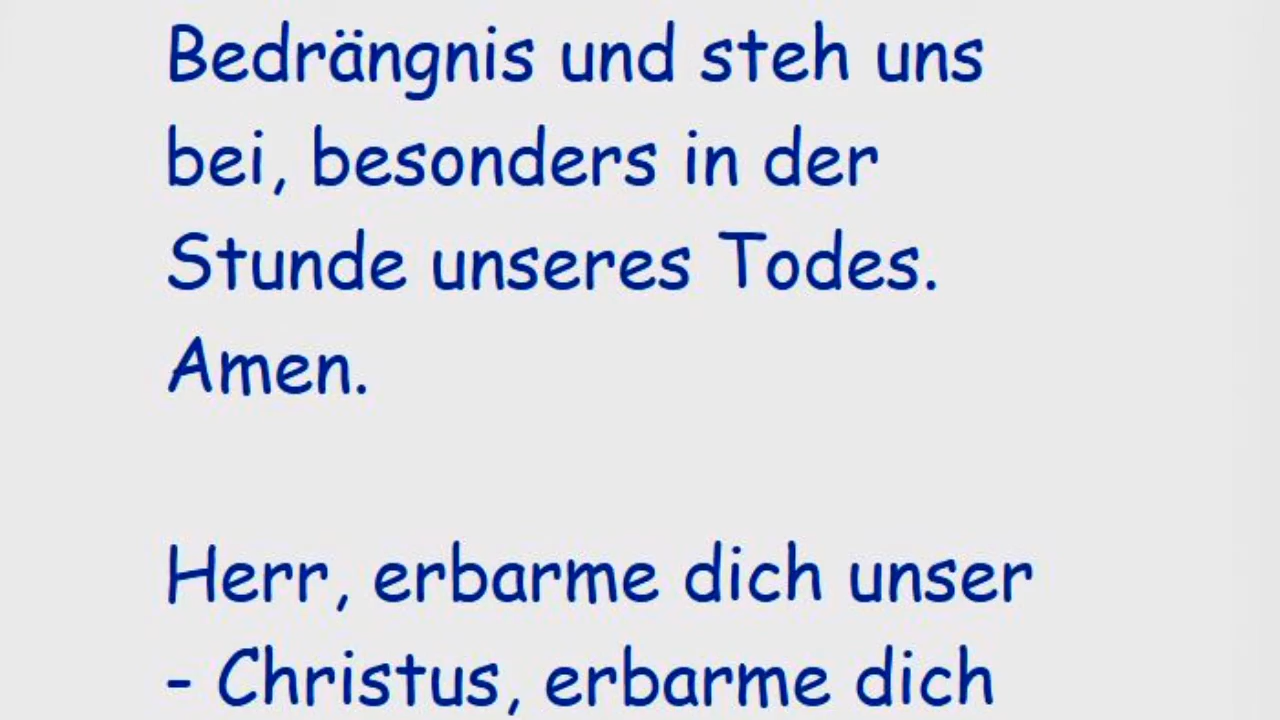 Bedrängnis und steh uns
bei, besonders in der
Stunde unseres Todes.
Amen.
Herr, erbarme dich unser
- Christus, erbarme dich